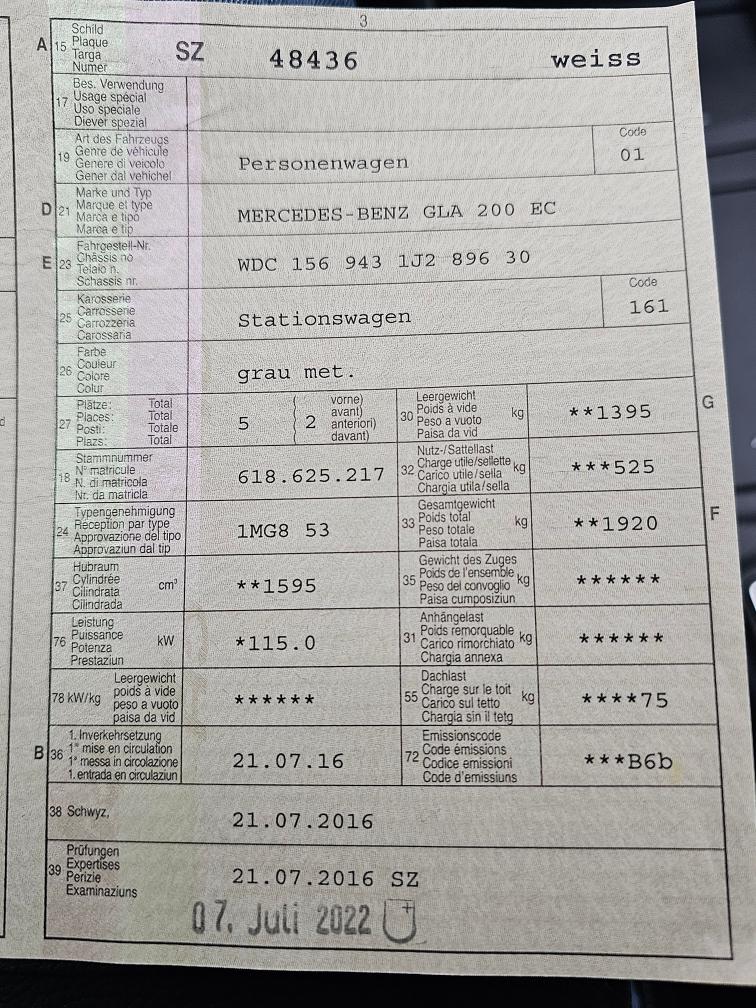 3
A 15 Schild
Plaque
Targa
Numer
SZ 48436 weiss
17 Bes. Verwendung
Usage spécial
Uso speciale
Diever spezial
19 Art des Fahrzeugs
Genre de véhicule
Genere di veicolo
Gener dal vehichel
Personenwagen
Code
01
D 21 Marke und Typ
Marque et type
Marca e tipo
Marca e tip
MERCEDES-BENZ GLA 200 EC
E 23 Fahrgestell-Nr.
Châssis no
Telaio n.
Schassis nr.
WDC 156 943 1J2 896 30
25 Karosserie
Carrosserie
Carrozzeria
Carossaria
Stationswagen
Code
161
26 Farbe
Couleur
Colore
Colur
grau met.
27 Plätze: Total
Places: Total
Posti: Totale
Plazs: Total
5 2 vorne)
avant)
anteriori)
davant)
30 Leergewicht
Poids à vide
Peso a vuoto
Paisa da vid
kg **1395 G
18 Stammnummer
N° matricule
N. di matricola
Nr. da matricla
618.625.217
32 Nutz-/Sattellast
Charge utile/sellette
Carico utile/sella
Chargia utila/sella
kg ***525
24 Typengenehmigung
Réception par type
Approvazione del tipo
Approvaziun dal tip
1MG8 53
33 Gesamtgewicht
Poids total
Peso totale
Paisa totala
kg **1920 F
37 Hubraum
Cylindrée
Cilindrata
Cilindrada
cm³ **1595
35 Gewicht des Zuges
Poids de l'ensemble
Peso del convoglio
Paisa cumposiziun
kg ******
76 Leistung
Puissance
Potenza
Prestaziun
kW *115.0
31 Anhängelast
Poids remorquable
Carico rimorchiato
Chargia annexa
kg ******
78 kW/kg Leergewicht
poids à vide
peso a vuoto
paisa da vid
******
55 Dachlast
Charge sur le toit
Carico sul tetto
Chargia sin il tetg
kg ****75
B 36 1. Inverkehrsetzung
1re mise en circulation
1a messa in circolazione
1. entrada en circulaziun
21.07.16
72 Emissionscode
Code émissions
Codice emissioni
Code d'emissiuns
***B6b
38 Schwyz,
21.07.2016
39 Prüfungen
Expertises
Perizie
Examinaziuns
21.07.2016 SZ
07. Juli 2022
d